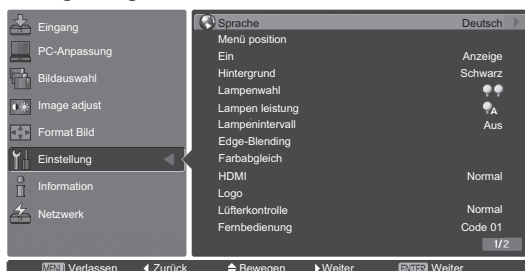 Eingang
PC-Anpassung
Bildauswahl
Image adjust
Format Bild
Einstellung
Information
Netzwerk
Sprache Deutsch
Menü position
Ein Anzeige
Hintergrund Schwarz
Lampenwahl
Lampen leistung A
Lampenintervall Aus
Edge-Blending
Farbabgleich
HDMI Normal
Logo
Lüfterkontrolle Normal
Fernbedienung Code 01
1/2
MENU Verlassen Zurück Bewegen Weiter ENTER Weiter